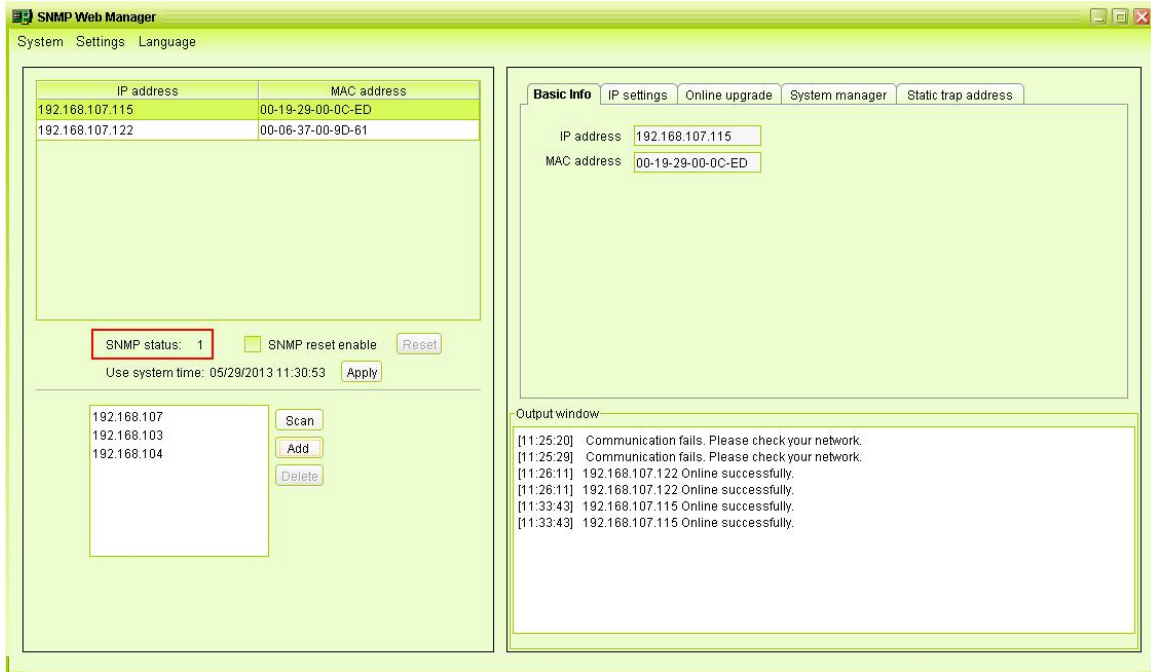 SNMP Web Manager
System Settings Language
IP address MAC address
192.168.107.115 00-19-29-00-0C-ED
192.168.107.122 00-06-37-00-9D-61
SNMP status: 1 SNMP reset enable Reset
Use system time: 05/29/2013 11:30:53 Apply
192.168.107
192.168.103
192.168.104
Scan
Add
Delete
Basic Info IP settings Online upgrade System manager Static trap address
IP address 192.168.107.115
MAC address 00-19-29-00-0C-ED
Output window
[11:25:20] Communication fails. Please check your network.
[11:25:29] Communication fails. Please check your network.
[11:26:11] 192.168.107.122 Online successfully.
[11:26:11] 192.168.107.122 Online successfully.
[11:33:43] 192.168.107.115 Online successfully.
[11:33:43] 192.168.107.115 Online successfully.